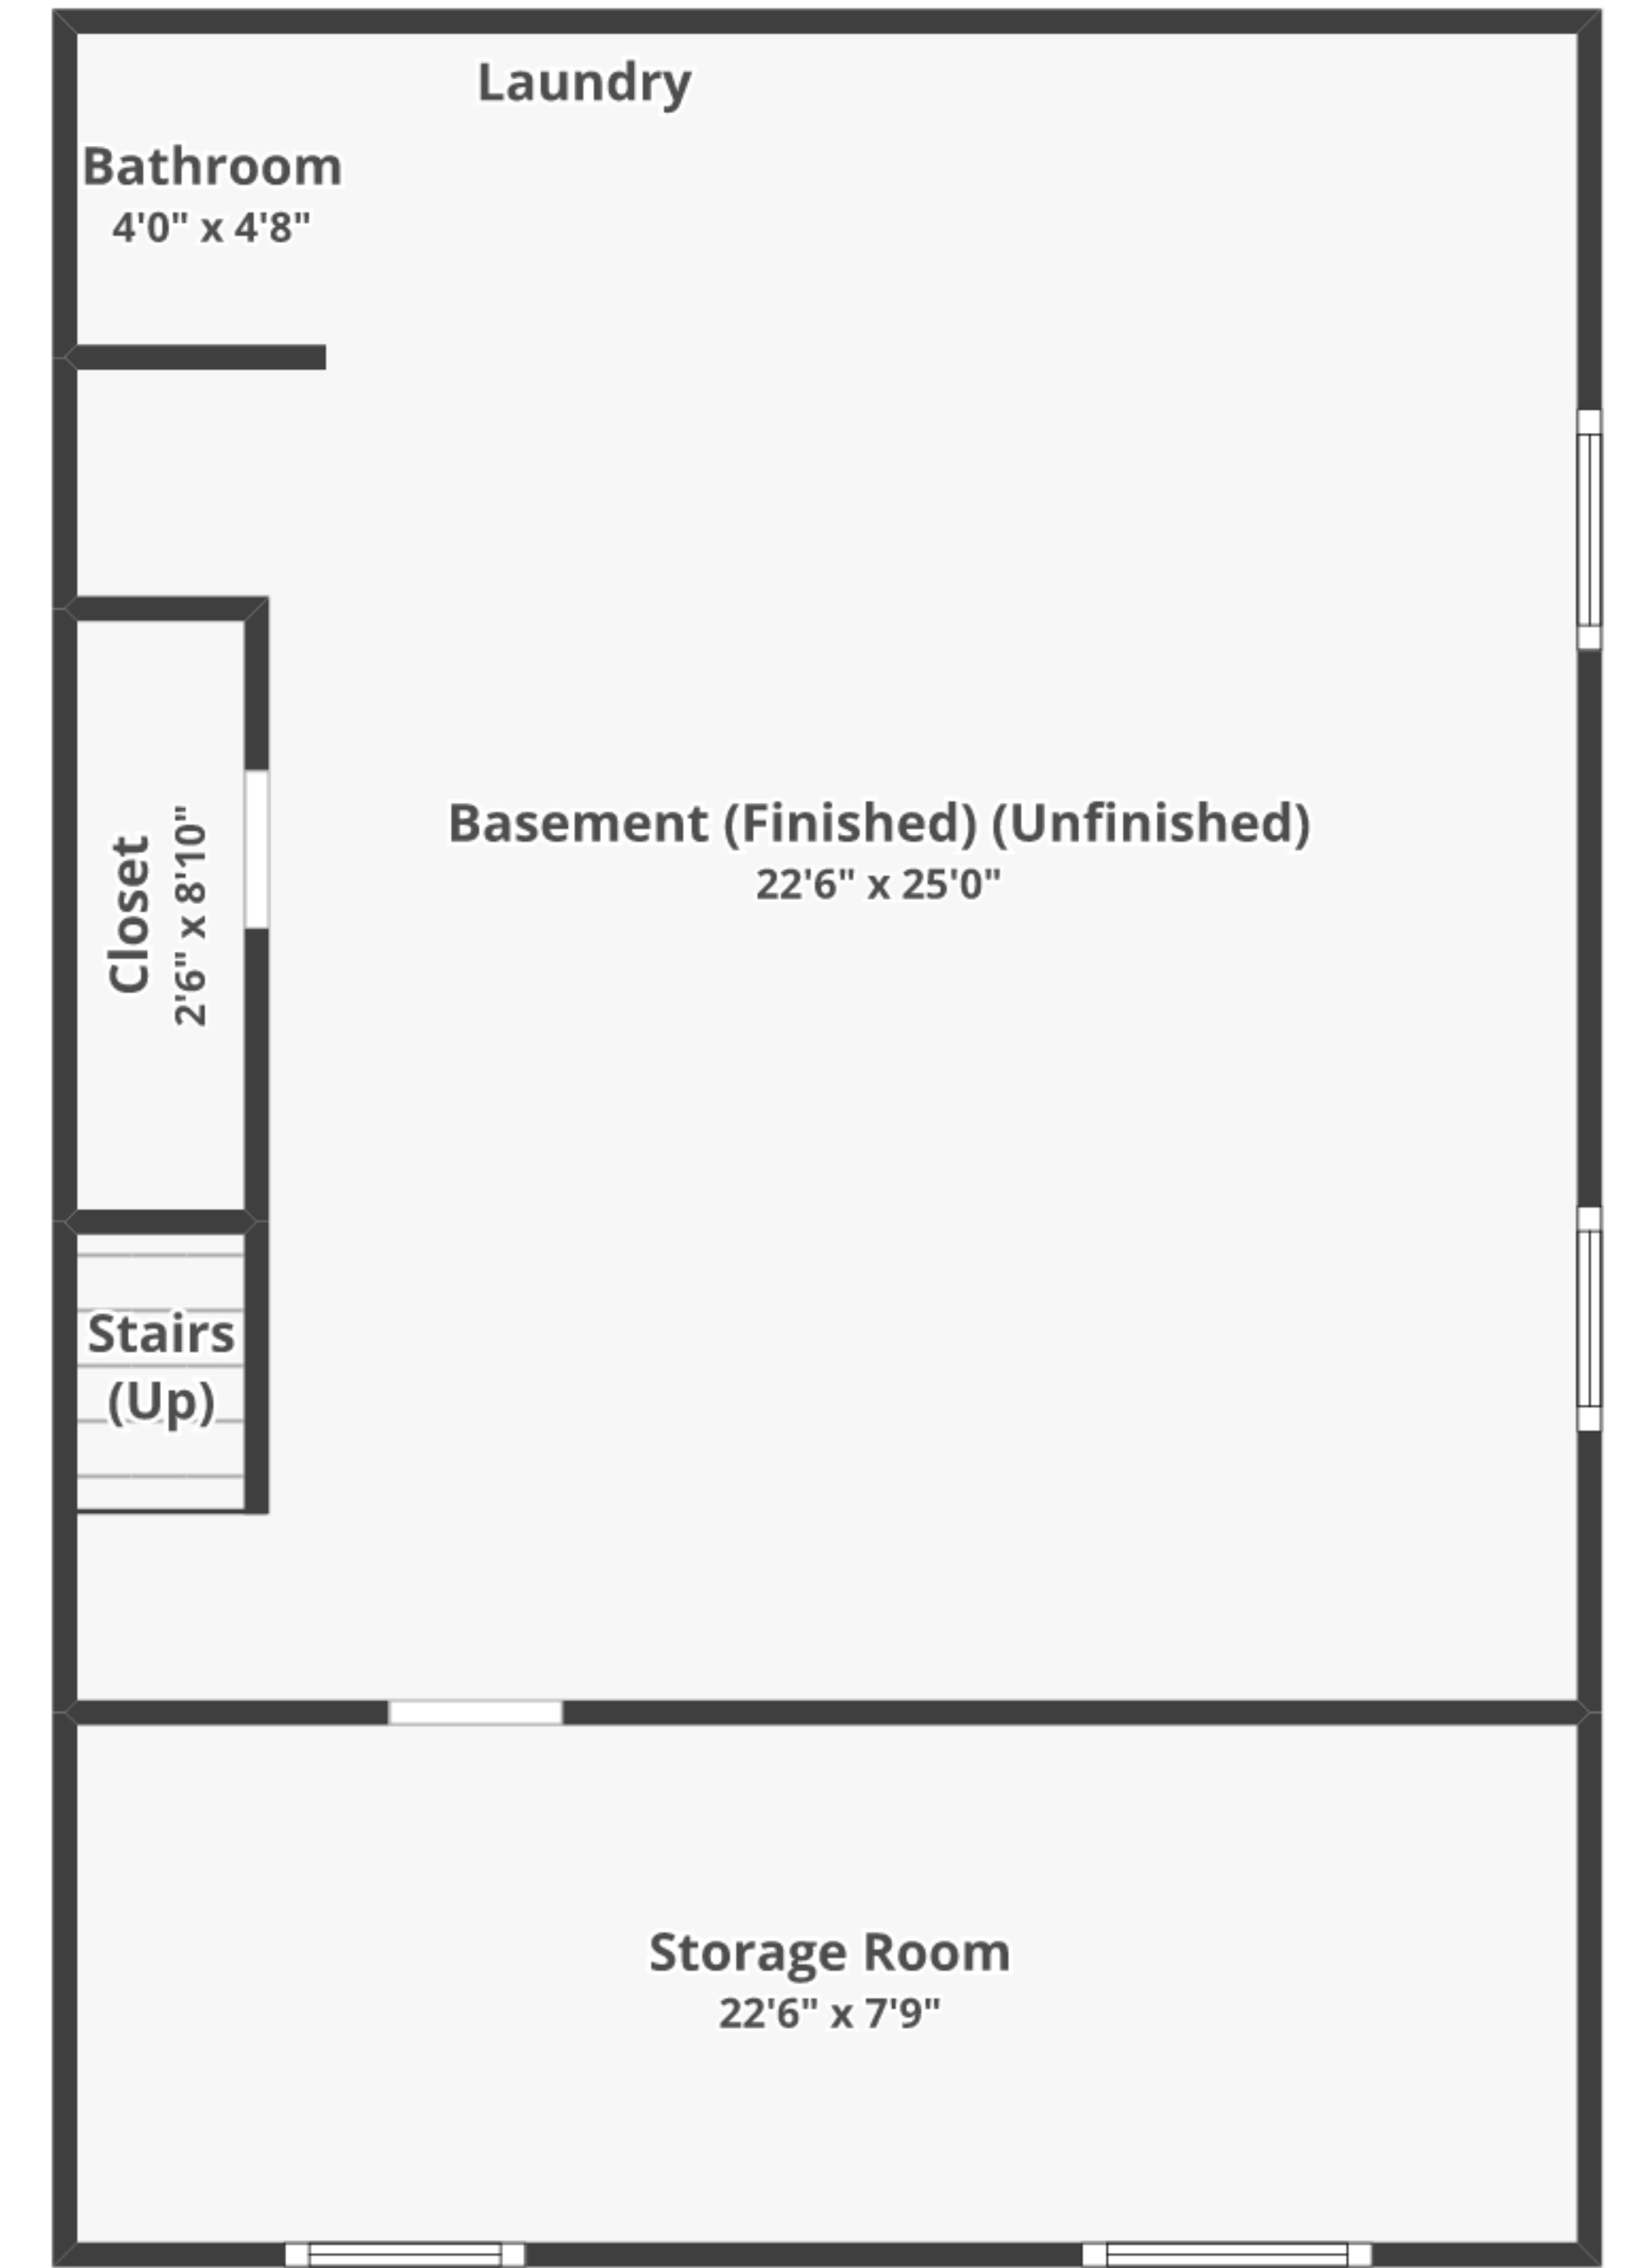 Laundry
Bathroom
4'0" x 4'8"
Basement (Finished) (Unfinished)
22'6" x 25'0"
Closet
2'6" x 8'10"
Stairs
(Up)
Storage Room
22'6" x 7'9"